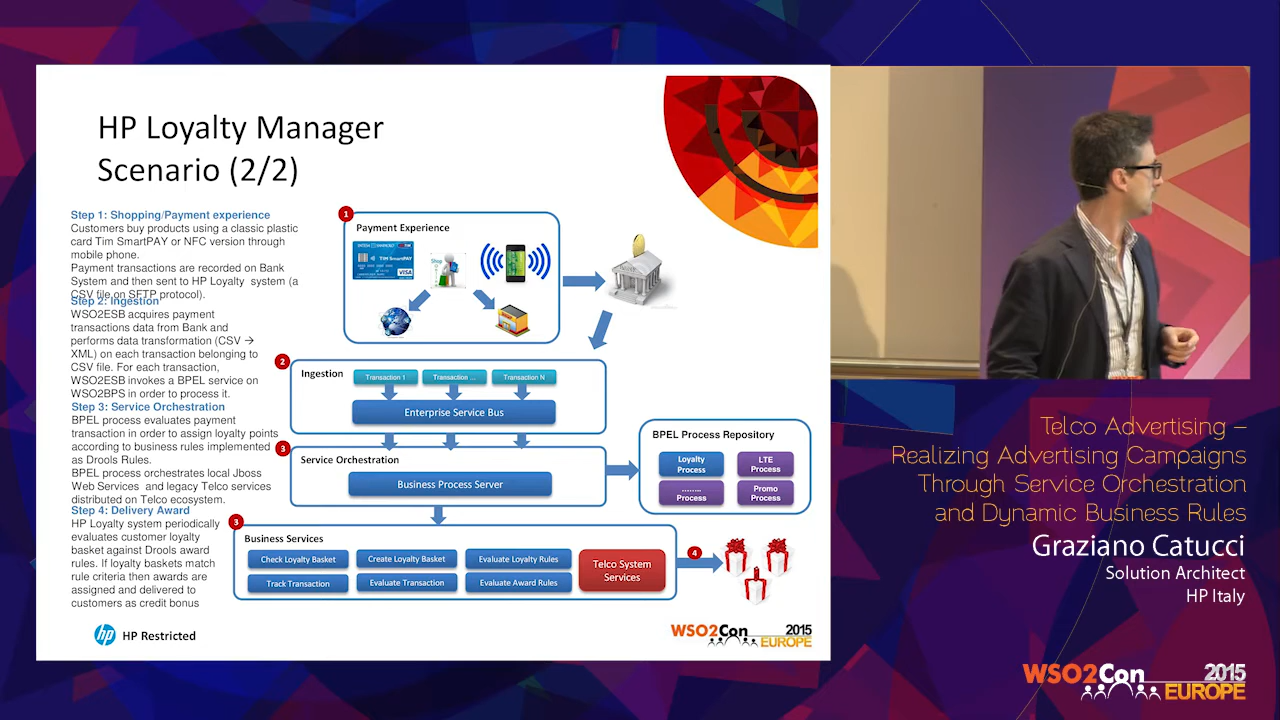 HP Loyalty Manager
Scenario (2/2)
Step 1: Shopping/Payment experience
Customers buy products using a classic plastic
card Tim SmartPAY or NFC version through
mobile phone.
Payment transactions are recorded on Bank
System and then sent to HP Loyalty system (a
CSV file on SFTP protocol).
Step 2: Ingestion
WSO2ESB acquires payment
transactions data from Bank and
performs data transformation (CSV →
XML) on each transaction belonging to
CSV file. For each transaction,
WSO2ESB invokes a BPEL service on
WSO2BPS in order to process it.
Step 3: Service Orchestration
BPEL process evaluates payment
transaction in order to assign loyalty points
according to business rules implemented
as Drools Rules.
BPEL process orchestrates local Jboss
Web Services and legacy Telco services
distributed on Telco ecosystem.
Step 4: Delivery Award
HP Loyalty system periodically
evaluates customer loyalty
basket against Drools award
rules. If loyalty baskets match
rule criteria then awards are
assigned and delivered to
customers as credit bonus
1
Payment Experience
TIM SmartPAY
VISA
Shop
2
Ingestion
Transaction 1
Transaction ...
Transaction N
Enterprise Service Bus
3
Service Orchestration
Business Process Server
BPEL Process Repository
Loyalty
Process
LTE
Process
........
Process
Promo
Process
3
Business Services
Check Loyalty Basket
Create Loyalty Basket
Evaluate Loyalty Rules
Track Transaction
Evaluate Transaction
Evaluate Award Rules
Telco System
Services
4
hp
HP Restricted
WSO2Con 2015
EUROPE
Telco Advertising –
Realizing Advertising Campaigns
Through Service Orchestration
and Dynamic Business Rules
Graziano Catucci
Solution Architect
HP Italy
WSO2Con 2015
EUROPE